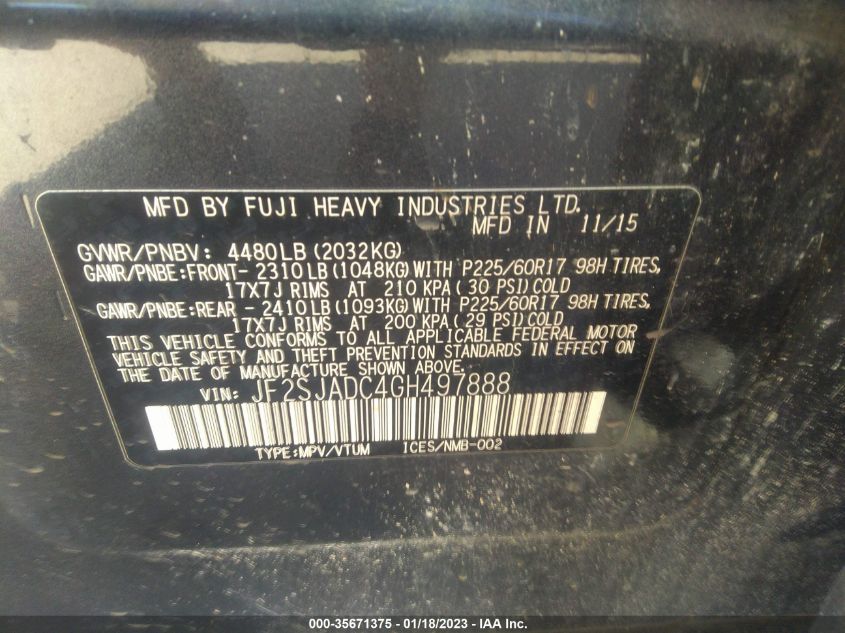 MFD BY FUJI HEAVY INDUSTRIES LTD.
MFD IN 11/15
GVWR/PNBV: 4480LB (2032KG)
GAWR/PNBE:FRONT- 2310LB (1048KG) WITH P225/60R17 98H TIRES,
17X7J RIMS AT 210 KPA ( 30 PSI) COLD
GAWR/PNBE:REAR - 2410LB (1093KG) WITH P225/60R17 98H TIRES,
17X7J RIMS AT 200 KPA ( 29 PSI) COLD
THIS VEHICLE CONFORMS TO ALL APPLICABLE FEDERAL MOTOR
VEHICLE SAFETY AND THEFT PREVENTION STANDARDS IN EFFECT ON
THE DATE OF MANUFACTURE SHOWN ABOVE.
VIN: JF2SJADC4GH497888
TYPE:MPV/VTUM ICES/NMB-002
000-35671375 - 01/18/2023 - IAA Inc.